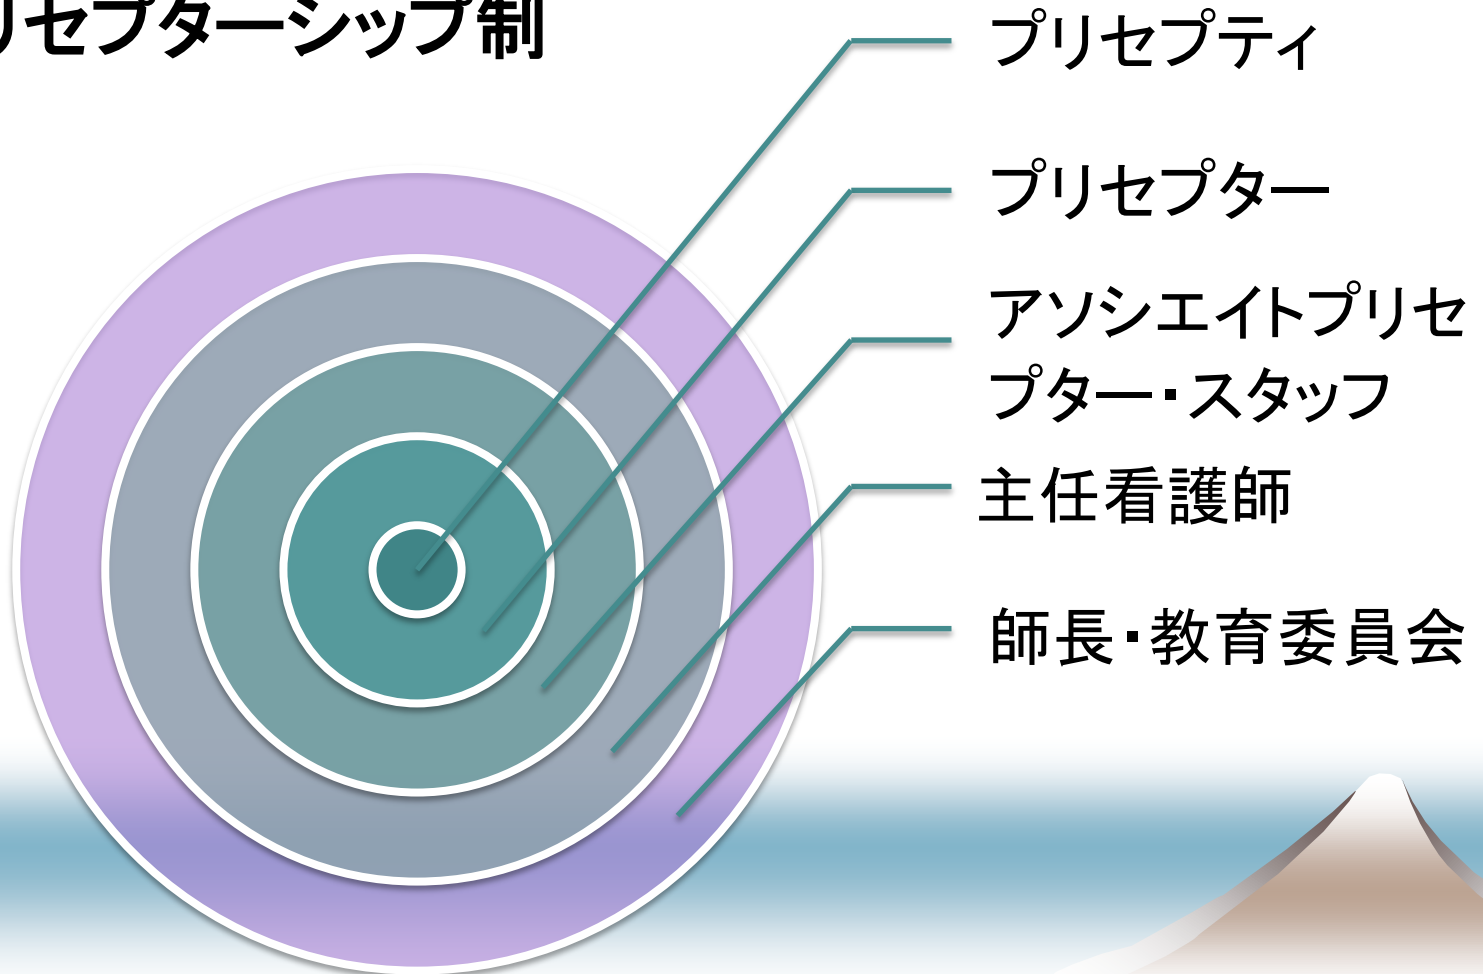 リセプターシップ制
プリセプティ
プリセプター
アソシエイトプリセ
プター・スタッフ
主任看護師
師長・教育委員会